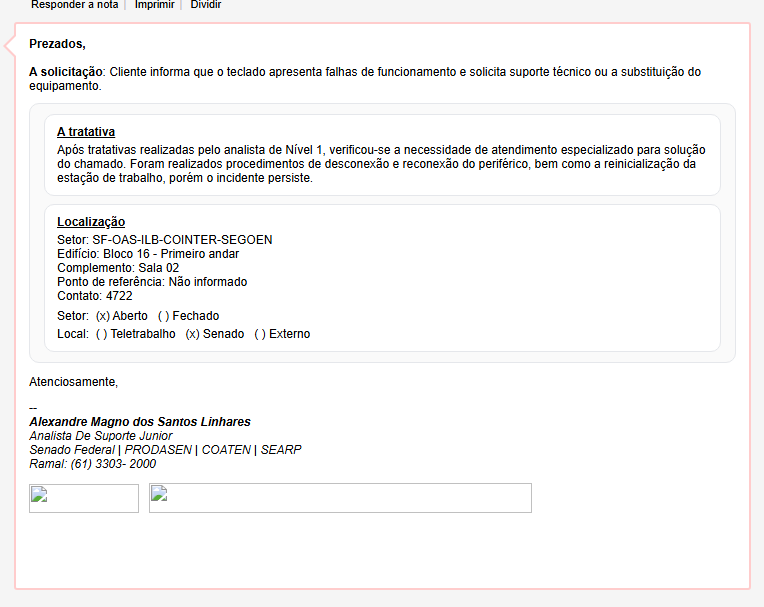 Responder a nota | Imprimir | Dividir
Prezados,
A solicitação: Cliente informa que o teclado apresenta falhas de funcionamento e solicita suporte técnico ou a substituição do
equipamento.
A tratativa
Após tratativas realizadas pelo analista de Nível 1, verificou-se a necessidade de atendimento especializado para solução
do chamado. Foram realizados procedimentos de desconexão e reconexão do periférico, bem como a reinicialização da
estação de trabalho, porém o incidente persiste.
Localização
Setor: SF-OAS-ILB-COINTER-SEGOEN
Edifício: Bloco 16 - Primeiro andar
Complemento: Sala 02
Ponto de referência: Não informado
Contato: 4722
Setor: (x) Aberto ( ) Fechado
Local: ( ) Teletrabalho (x) Senado ( ) Externo
Atenciosamente,
--
Alexandre Magno dos Santos Linhares
Analista De Suporte Junior
Senado Federal | PRODASEN | COATEN | SEARP
Ramal: (61) 3303- 2000